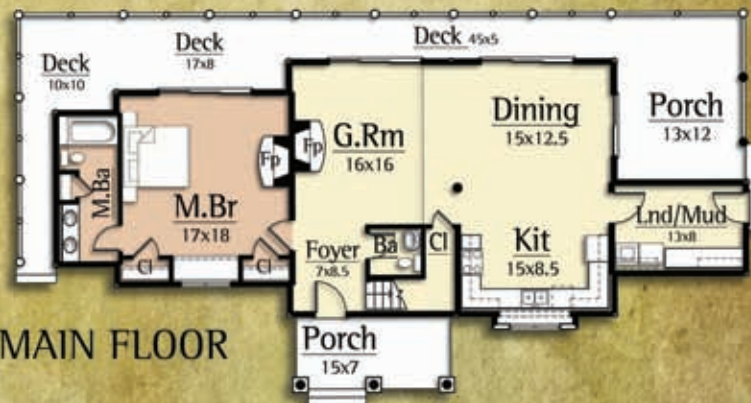 Deck
17x8
Deck 45x5
Deck
10x10
Porch
13x12
Dining
15x12.5
G.Rm
16x16
Fp
Fp
M.Ba
M.Br
17x18
Lnd/Mud
13x8
Foyer
7x8.5
Ba
Cl
Kit
15x8.5
Cl
Cl
MAIN FLOOR
Porch
15x7